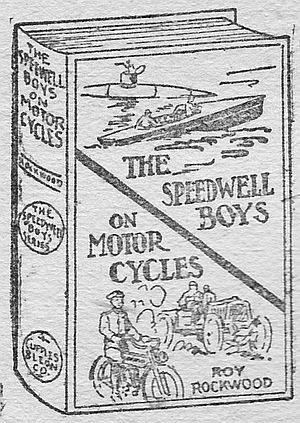 THE
SPEEDWELL
BOYS
ON
MOTOR
CYCLES
ROCKWOOD
THE
SPEEDWELL
BOYS
SERIES
CUPPLES
& LEON
CO.
THE
SPEEDWELL
BOYS
ON
MOTOR
CYCLES
ROY
ROCKWOOD